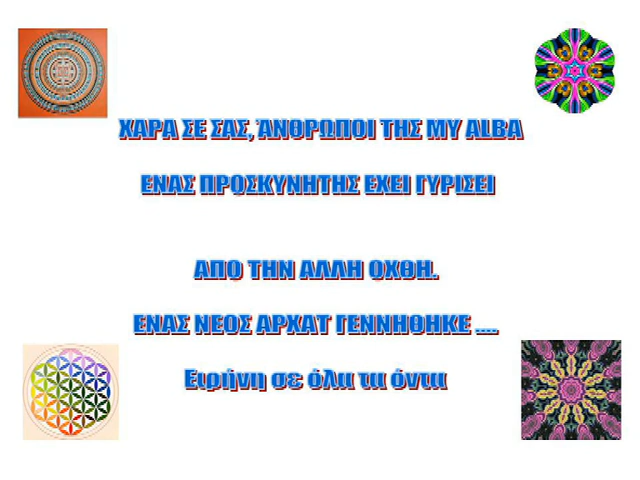 ΧΑΡΑ ΣΕ ΣΑΣ, ΆΝΘΡΩΠΟΙ ΤΗΣ MY ALBA
ΕΝΑΣ ΠΡΟΣΚΥΝΗΤΗΣ ΕΧΕΙ ΓΥΡΙΣΕΙ
ΑΠΟ ΤΗΝ ΑΛΛΗ ΟΧΘΗ.
ΕΝΑΣ ΝΕΟΣ ΑΡΧΑΤ ΓΕΝΝΗΘΗΚΕ ....
Ειρήνη σε όλα τα όντα